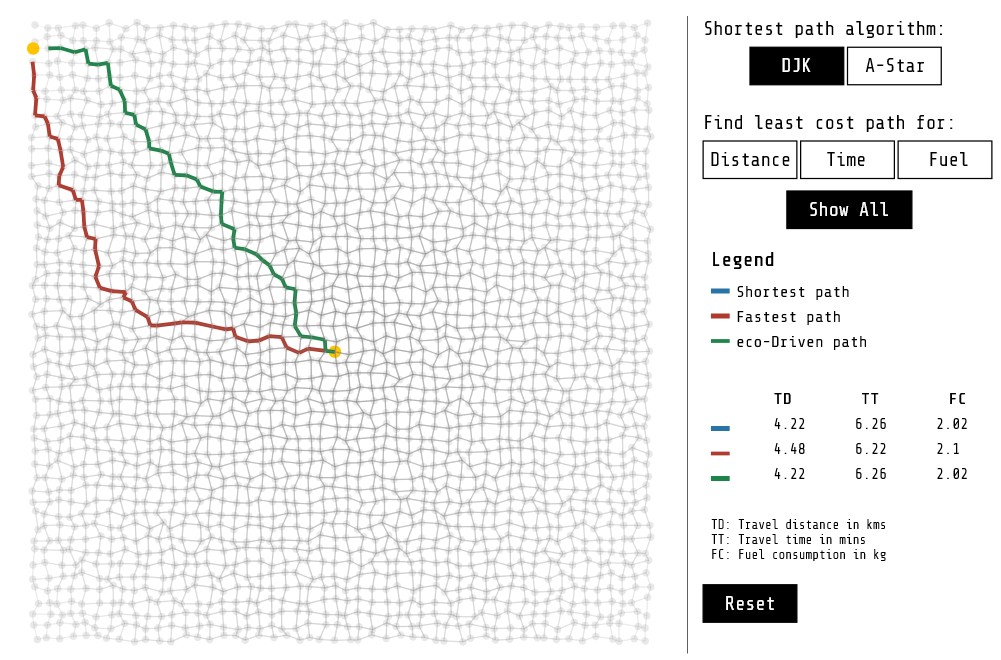 Shortest path algorithm:
DJK A-Star
Find least cost path for:
Distance Time Fuel
Show All
Legend
Shortest path
Fastest path
eco-Driven path
TD TT FC
4.22 6.26 2.02
4.48 6.22 2.1
4.22 6.26 2.02
TD: Travel distance in kms
TT: Travel time in mins
FC: Fuel consumption in kg
Reset